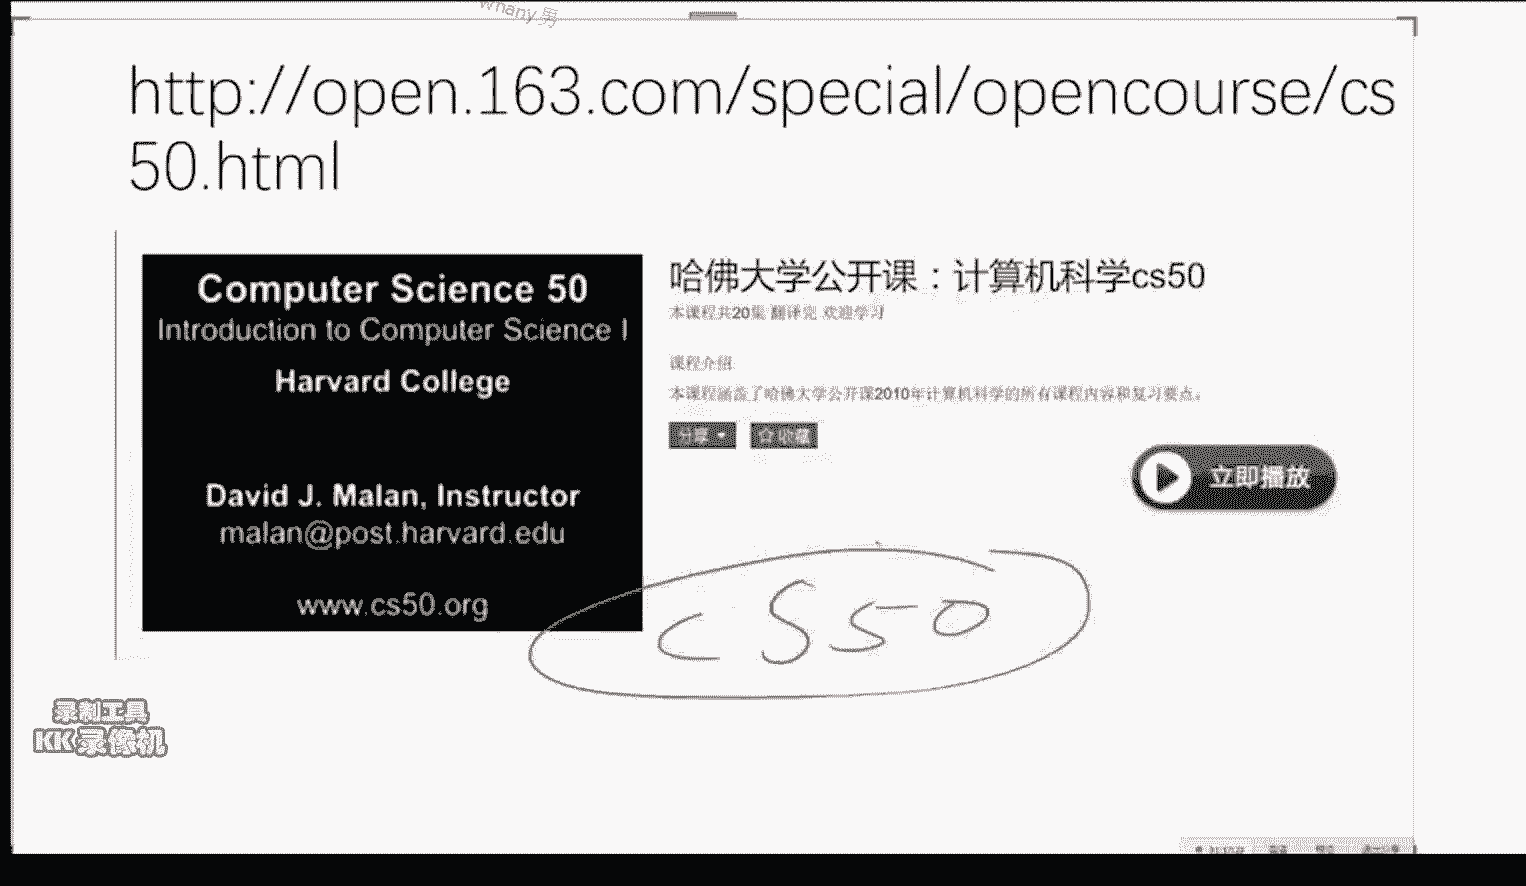 whany 男
http://open.163.com/special/opencourse/cs
50.html
Computer Science 50
Introduction to Computer Science I
Harvard College
David J. Malan, Instructor
malan@post.harvard.edu
www.cs50.org
哈佛大学公开课：计算机科学cs50
本课程共20集 翻译完 欢迎学习
课程介绍
本课程涵盖了哈佛大学公开课2010年计算机科学的所有课程内容和复习要点。
分享 收藏
立即播放
CS50
录制工具
KK录像机